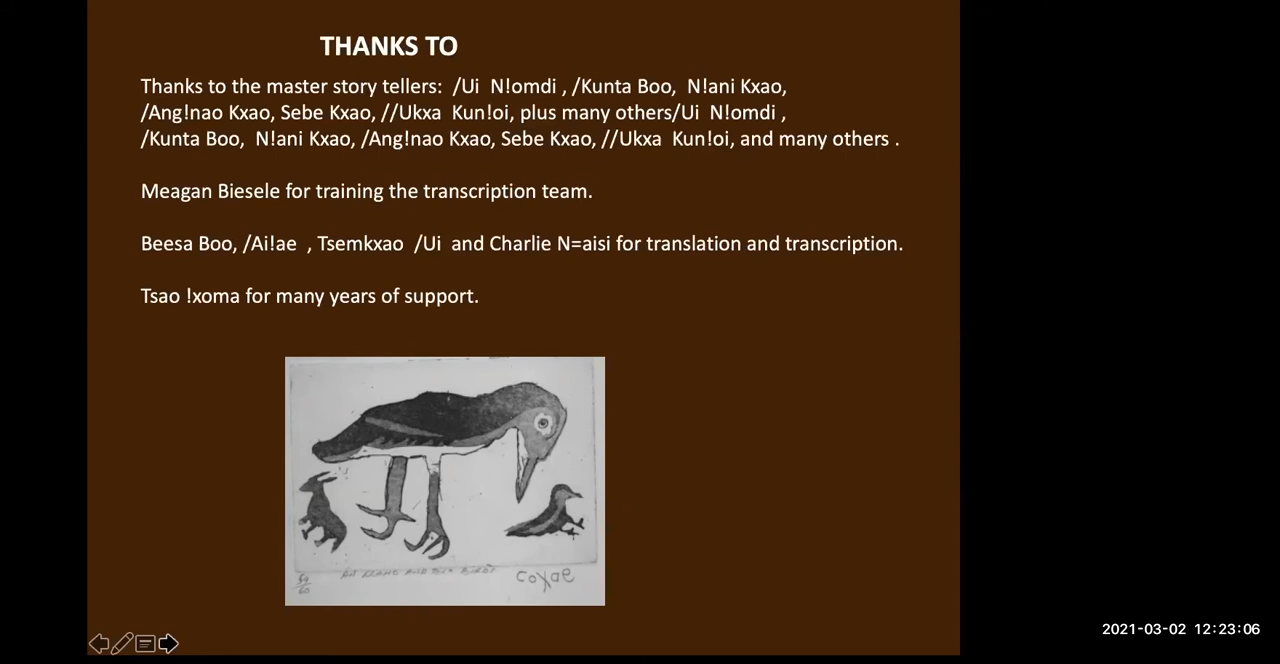 THANKS TO
Thanks to the master story tellers: /Ui N!omdi , /Kunta Boo, N!ani Kxao,
/Ang!nao Kxao, Sebe Kxao, //Ukxa Kun!oi, plus many others/Ui N!omdi ,
/Kunta Boo, N!ani Kxao, /Ang!nao Kxao, Sebe Kxao, //Ukxa Kun!oi, and many others .
Meagan Biesele for training the transcription team.
Beesa Boo, /Ai!ae , Tsemkxao /Ui and Charlie N=aisi for translation and transcription.
Tsao !xoma for many years of support.
AN ELAND AND BIRDS
coxae
2021-03-02 12:23:06